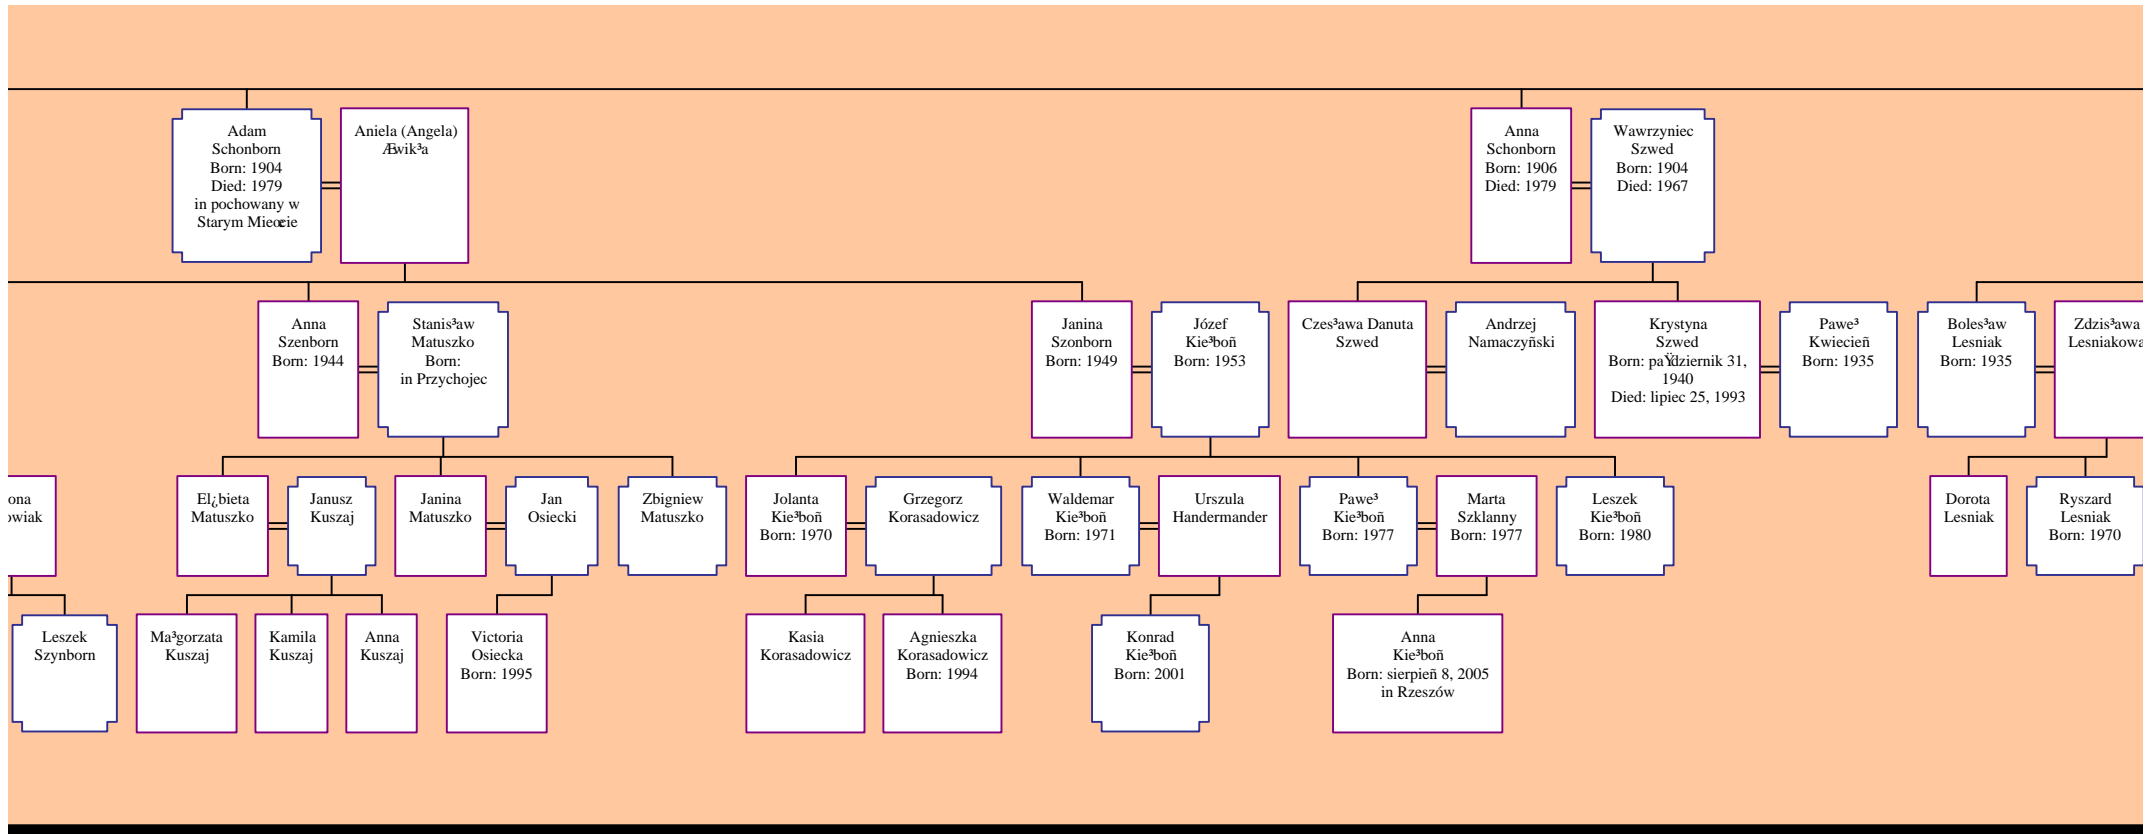 Adam
Schonborn
Born: 1904
Died: 1979
in pochowany w
Starym Mieœcie
Aniela (Angela)
Æwik³a
Anna
Schonborn
Born: 1906
Died: 1979
Wawrzyniec
Szwed
Born: 1904
Died: 1967
Anna
Szenborn
Born: 1944
Stanis³aw
Matuszko
Born:
in Przychojec
Janina
Szonborn
Born: 1949
Józef
Kie³boñ
Born: 1953
Czes³awa Danuta
Szwed
Andrzej
Namaczyñski
Krystyna
Szwed
Born: paŸdziernik 31,
1940
Died: lipiec 25, 1993
Pawe³
Kwiecieñ
Born: 1935
Boles³aw
Lesniak
Born: 1935
Zdzis³awa
Lesniakowa
ona
owiak
El¿bieta
Matuszko
Janusz
Kuszaj
Janina
Matuszko
Jan
Osiecki
Zbigniew
Matuszko
Jolanta
Kie³boñ
Born: 1970
Grzegorz
Korasadowicz
Waldemar
Kie³boñ
Born: 1971
Urszula
Handermander
Pawe³
Kie³boñ
Born: 1977
Marta
Szklanny
Born: 1977
Leszek
Kie³boñ
Born: 1980
Dorota
Lesniak
Ryszard
Lesniak
Born: 1970
Leszek
Szynborn
Ma³gorzata
Kuszaj
Kamila
Kuszaj
Anna
Kuszaj
Victoria
Osiecka
Born: 1995
Kasia
Korasadowicz
Agnieszka
Korasadowicz
Born: 1994
Konrad
Kie³boñ
Born: 2001
Anna
Kie³boñ
Born: sierpieñ 8, 2005
in Rzeszów